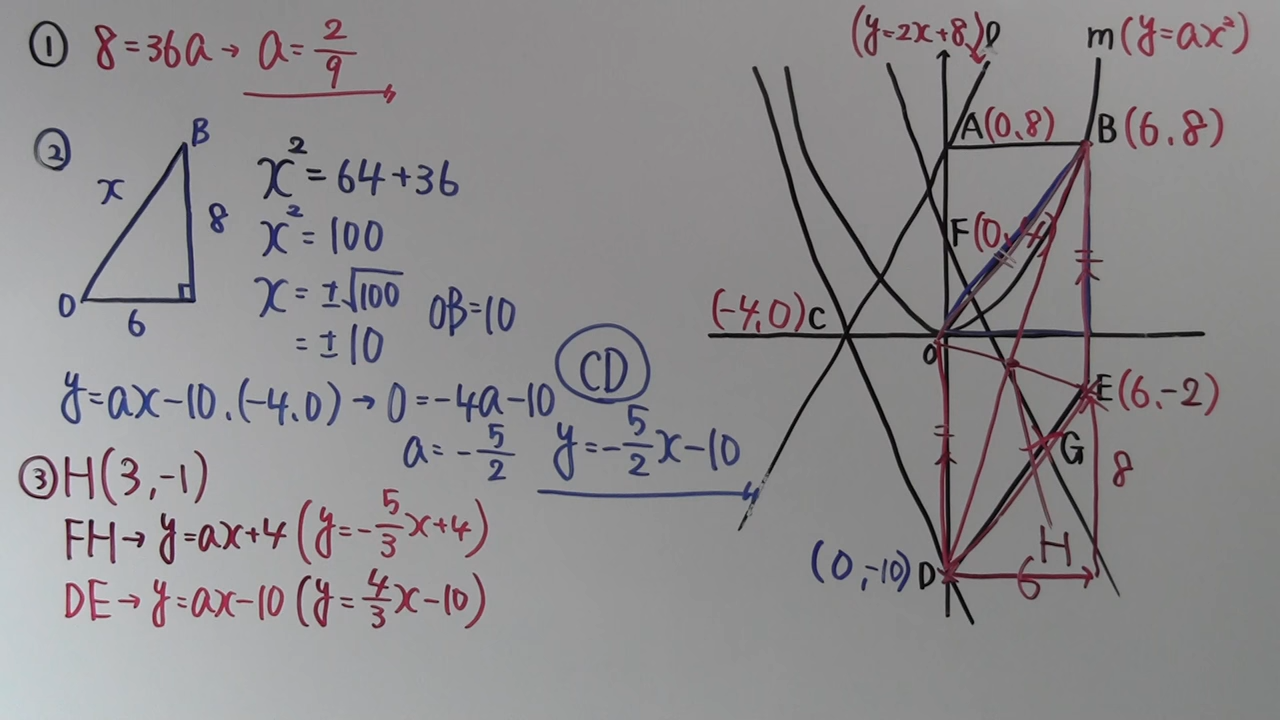 ① 8=36a→a=2/9
② B
x
8
O
6
x²=64+36
x²=100
x=±√100
=±10
OB=10
y=ax-10.(-4.0)→0=-4a-10
a=-5/2
CD
y=-5/2x-10
③ H(3,-1)
FH→y=ax+4(y=-5/3x+4)
DE→y=ax-10(y=4/3x-10)
(y=2x+8)
m(y=ax²)
A(0.8)
B(6,8)
F(0,4)
(-4,0)C
O
E(6,-2)
G
8
H
(0,-10)D
6